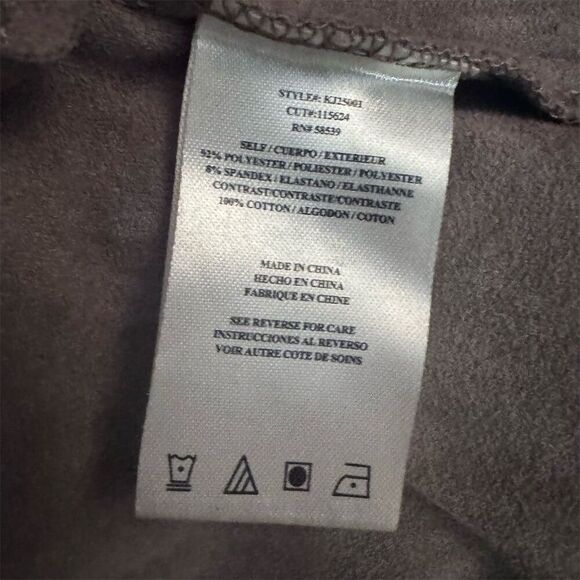 STYLE#: KJ25001
CUT#:115624
RN# 58539
SELF / CUERPO / EXTERIEUR
92% POLYESTER / POLIESTER / POLYESTER
8% SPANDEX / ELASTANO / ELASTHANNE
CONTRAST/CONTRASTE/CONTRASTE
100% COTTON / ALGODON / COTON
MADE IN CHINA
HECHO EN CHINA
FABRIQUE EN CHINE
SEE REVERSE FOR CARE
INSTRUCCIONES AL REVERSO
VOIR AUTRE COTE DE SOINS